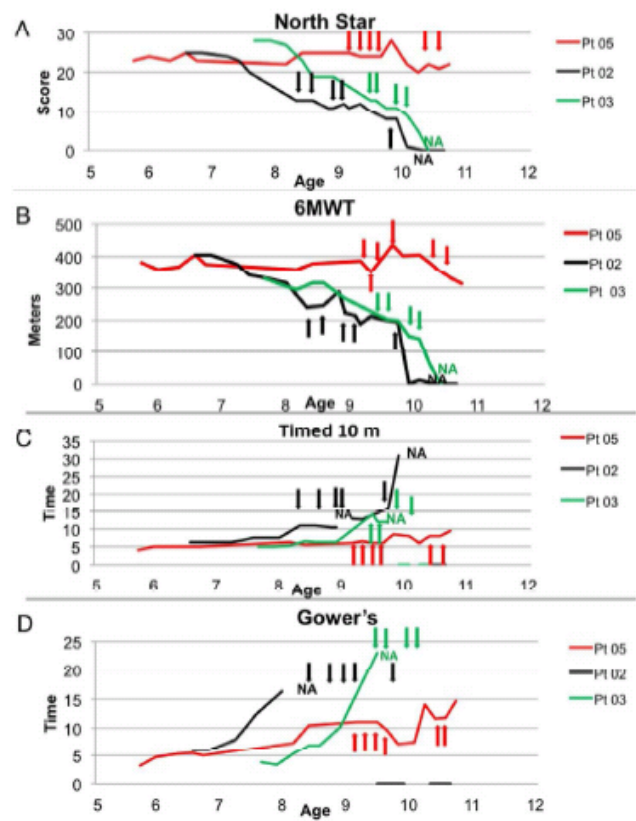 A
North Star
30
20
10
0
Score
NA
NA
5 6 7 8 9 10 11 12
Age
Pt 05
Pt 02
Pt 03
B
6MWT
500
400
300
200
100
0
Meters
NA
NA
5 6 7 8 9 10 11 12
Age
Pt 05
Pt 02
Pt 03
C
Timed 10 m
35
30
25
20
15
10
5
0
Time
NA
NA
NA
5 6 7 8 9 10 11 12
Age
Pt 05
Pt 02
Pt 03
D
Gower's
25
20
15
10
5
0
Time
NA
NA
5 6 7 8 9 10 11 12
Age
Pt 05
Pt 02
Pt 03